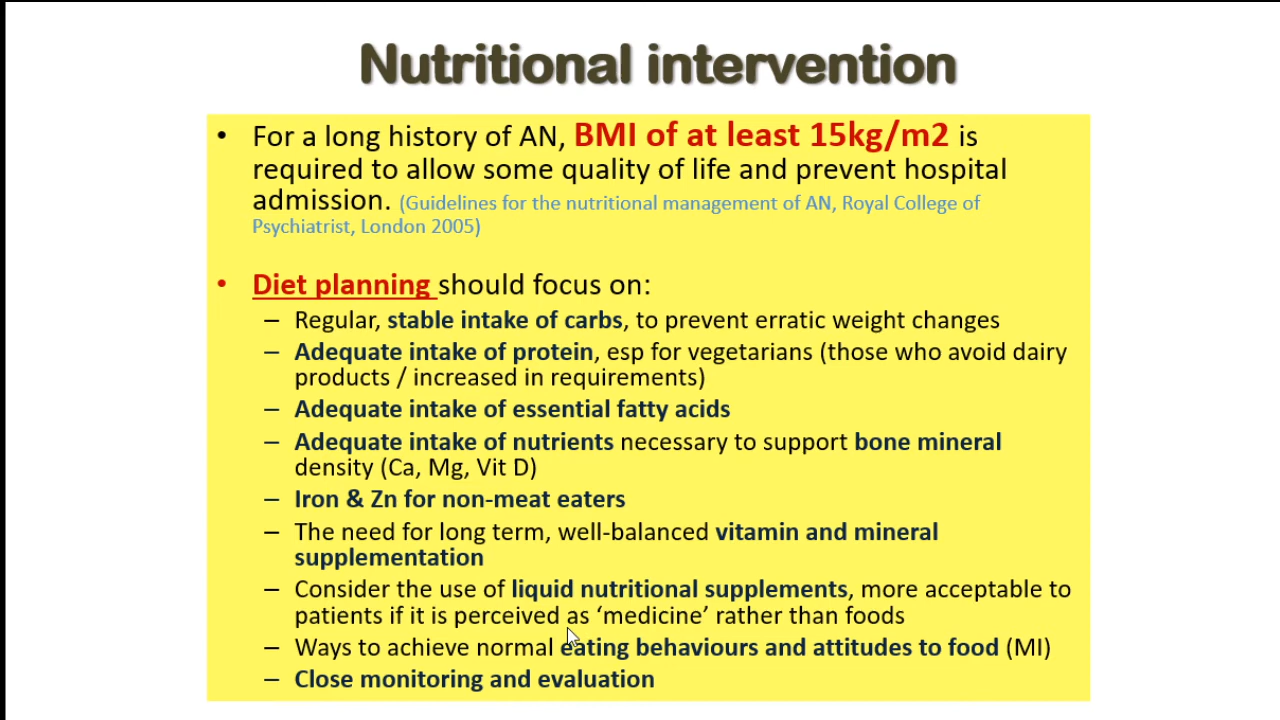 Nutritional intervention
• For a long history of AN, BMI of at least 15kg/m2 is
required to allow some quality of life and prevent hospital
admission. (Guidelines for the nutritional management of AN, Royal College of
Psychiatrist, London 2005)
• Diet planning should focus on:
– Regular, stable intake of carbs, to prevent erratic weight changes
– Adequate intake of protein, esp for vegetarians (those who avoid dairy
products / increased in requirements)
– Adequate intake of essential fatty acids
– Adequate intake of nutrients necessary to support bone mineral
density (Ca, Mg, Vit D)
– Iron & Zn for non-meat eaters
– The need for long term, well-balanced vitamin and mineral
supplementation
– Consider the use of liquid nutritional supplements, more acceptable to
patients if it is perceived as ‘medicine’ rather than foods
– Ways to achieve normal eating behaviours and attitudes to food (MI)
– Close monitoring and evaluation